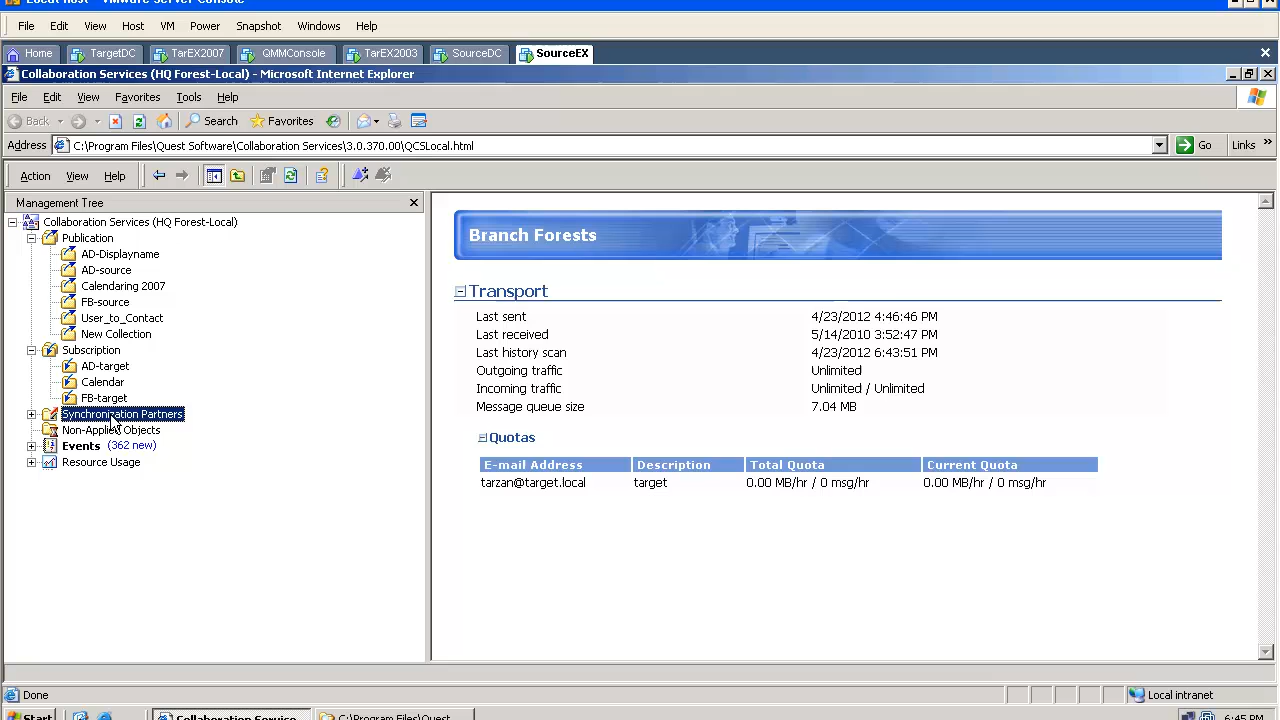 Local host - VMware Server Console
File Edit View Host VM Power Snapshot Windows Help
Home TargetDC TarEX2007 QMMConsole TarEX2003 SourceDC SourceEX
Collaboration Services (HQ Forest-Local) - Microsoft Internet Explorer
File Edit View Favorites Tools Help
Back Search Favorites
Address C:\Program Files\Quest Software\Collaboration Services\3.0.370.00\QCSLocal.html Go Links »
Action View Help
Management Tree
Collaboration Services (HQ Forest-Local)
Publication
AD-Displayname
AD-source
Calendaring 2007
FB-source
User_to_Contact
New Collection
Subscription
AD-target
Calendar
FB-target
Synchronization Partners
Non-Applied Objects
Events (362 new)
Resource Usage
Branch Forests
Transport
Last sent 4/23/2012 4:46:46 PM
Last received 5/14/2010 3:52:47 PM
Last history scan 4/23/2012 6:43:51 PM
Outgoing traffic Unlimited
Incoming traffic Unlimited / Unlimited
Message queue size 7.04 MB
Quotas
E-mail Address Description Total Quota Current Quota
tarzan@target.local target 0.00 MB/hr / 0 msg/hr 0.00 MB/hr / 0 msg/hr
Done Local intranet
Start Collaboration Service C:\Program Files\Quest 6:45 PM